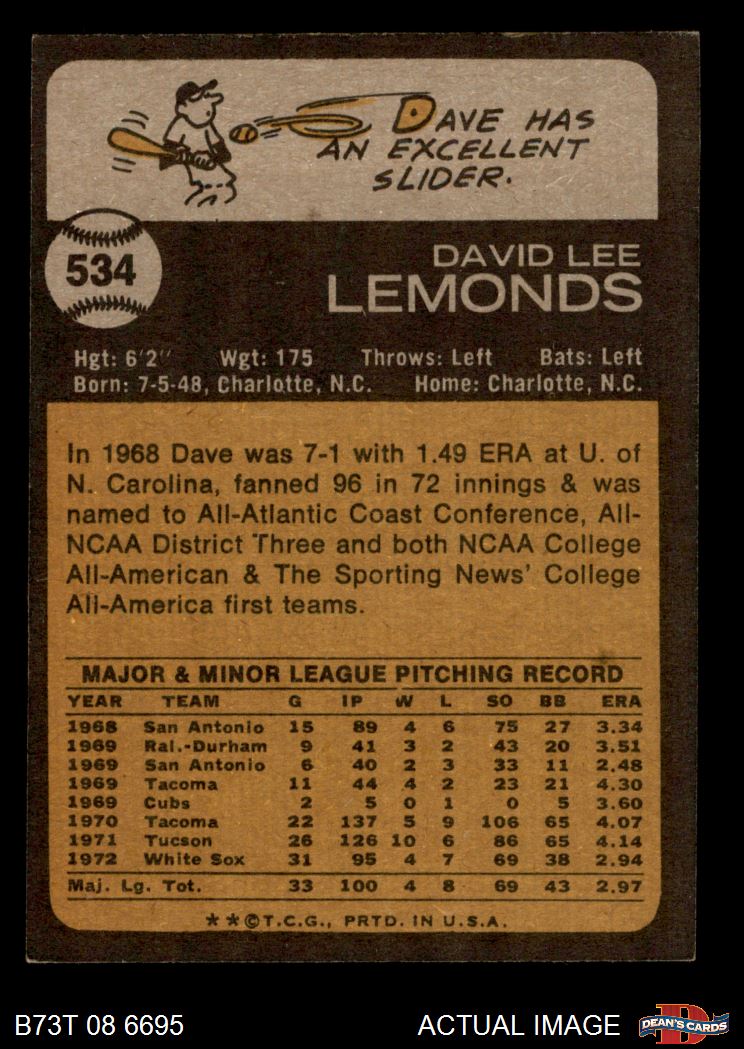 DAVE HAS
AN EXCELLENT
SLIDER.
534
DAVID LEE
LEMONDS
Hgt: 6'2" Wgt: 175 Throws: Left Bats: Left
Born: 7-5-48, Charlotte, N.C. Home: Charlotte, N.C.
In 1968 Dave was 7-1 with 1.49 ERA at U. of
N. Carolina, fanned 96 in 72 innings & was
named to All-Atlantic Coast Conference, All-
NCAA District Three and both NCAA College
All-American & The Sporting News' College
All-America first teams.
MAJOR & MINOR LEAGUE PITCHING RECORD
YEAR TEAM G IP W L SO BB ERA
1968 San Antonio 15 89 4 6 75 27 3.34
1969 Ral.-Durham 9 41 3 2 43 20 3.51
1969 San Antonio 6 40 2 3 33 11 2.48
1969 Tacoma 11 44 4 2 23 21 4.30
1969 Cubs 2 5 0 1 0 5 3.60
1970 Tacoma 22 137 5 9 106 65 4.07
1971 Tucson 26 126 10 6 86 65 4.14
1972 White Sox 31 95 4 7 69 38 2.94
Maj. Lg. Tot. 33 100 4 8 69 43 2.97
**©T.C.G., PRTD. IN U.S.A.
B73T 08 6695 ACTUAL IMAGE DEAN'S CARDS